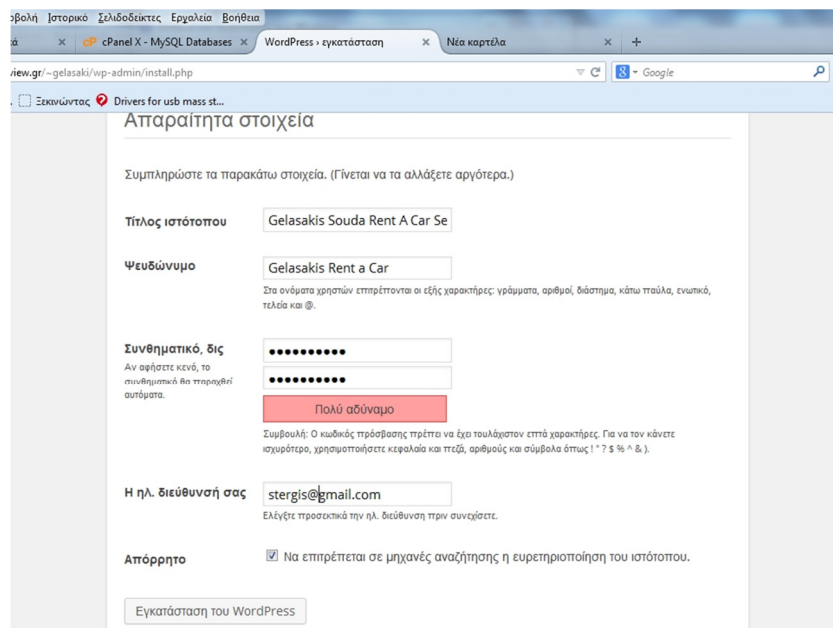 οβολή Ιστορικό Σελιδοδείκτες Εργαλεία Βοήθεια
ά × cP cPanel X - MySQL Databases × WordPress › εγκατάσταση × Νέα καρτέλα × +
view.gr/~gelasaki/wp-admin/install.php 8 Google
Ξεκινώντας Drivers for usb mass st...
Απαραίτητα στοιχεία
Συμπληρώστε τα παρακάτω στοιχεία. (Γίνεται να τα αλλάξετε αργότερα.)
Τίτλος ιστότοπου Gelasakis Souda Rent A Car Se
Ψευδώνυμο Gelasakis Rent a Car
Στα ονόματα χρηστών επιτρέπονται οι εξής χαρακτήρες: γράμματα, αριθμοί, διάστημα, κάτω παύλα, ενωτικό,
τελεία και @.
Συνθηματικό, δις ●●●●●●●●●●
Αν αφήσετε κενό, το
συνθηματικό θα παραχθεί
αυτόματα.
●●●●●●●●●●
Πολύ αδύναμο
Συμβουλή: Ο κωδικός πρόσβασης πρέπει να έχει τουλάχιστον επτά χαρακτήρες. Για να τον κάνετε
ισχυρότερο, χρησιμοποιήσετε κεφαλαία και πεζά, αριθμούς και σύμβολα όπως ! " ? $ % ^ & ).
Η ηλ. διεύθυνσή σας stergis@gmail.com
Ελέγξτε προσεκτικά την ηλ. διεύθυνση πριν συνεχίσετε.
Απόρρητο Να επιτρέπεται σε μηχανές αναζήτησης η ευρετηριοποίηση του ιστότοπου.
Εγκατάσταση του WordPress